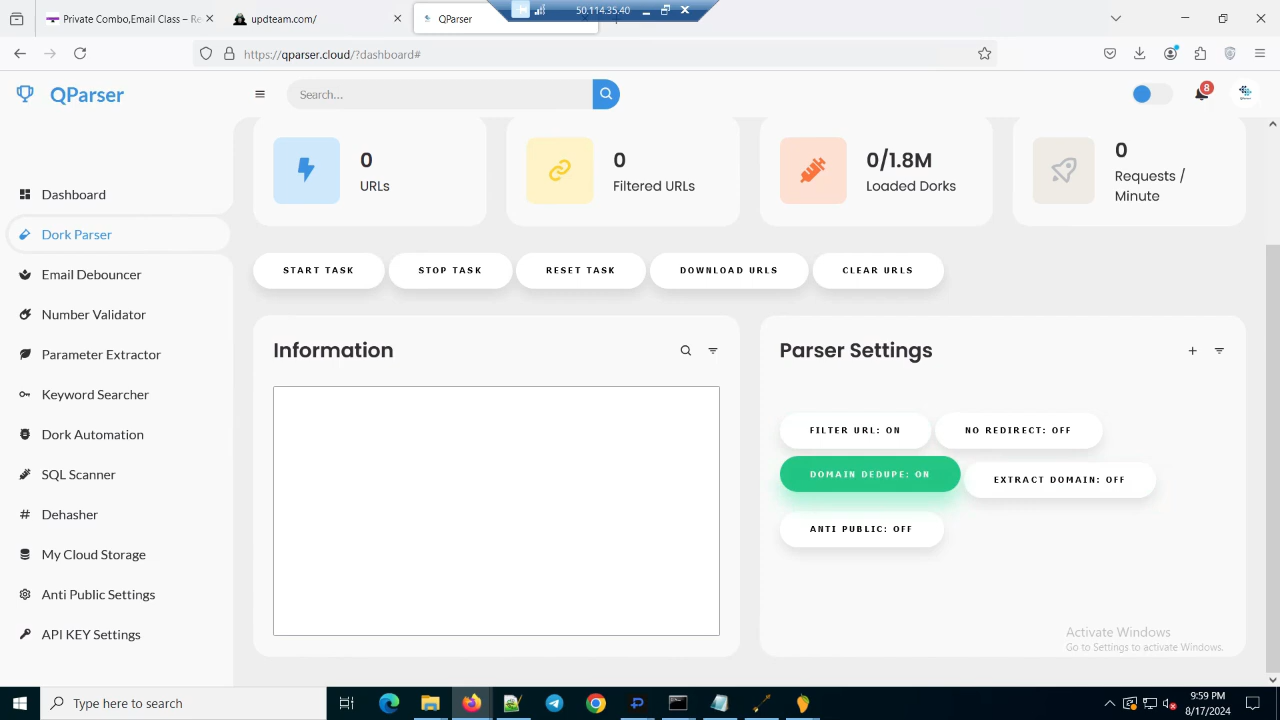 Private Combo,Email Class – Re
updteam.com/
QParser
50.114.35.40
https://qparser.cloud/?dashboard#
QParser
Search...
8
Dashboard
Dork Parser
Email Debouncer
Number Validator
Parameter Extractor
Keyword Searcher
Dork Automation
SQL Scanner
Dehasher
My Cloud Storage
Anti Public Settings
API KEY Settings
0
URLs
0
Filtered URLs
0/1.8M
Loaded Dorks
0
Requests /
Minute
START TASK
STOP TASK
RESET TASK
DOWNLOAD URLS
CLEAR URLS
Information
Parser Settings
FILTER URL: ON
NO REDIRECT: OFF
DOMAIN DEDUPE: ON
EXTRACT DOMAIN: OFF
ANTI PUBLIC: OFF
Activate Windows
Go to Settings to activate Windows.
Type here to search
9:59 PM
8/17/2024